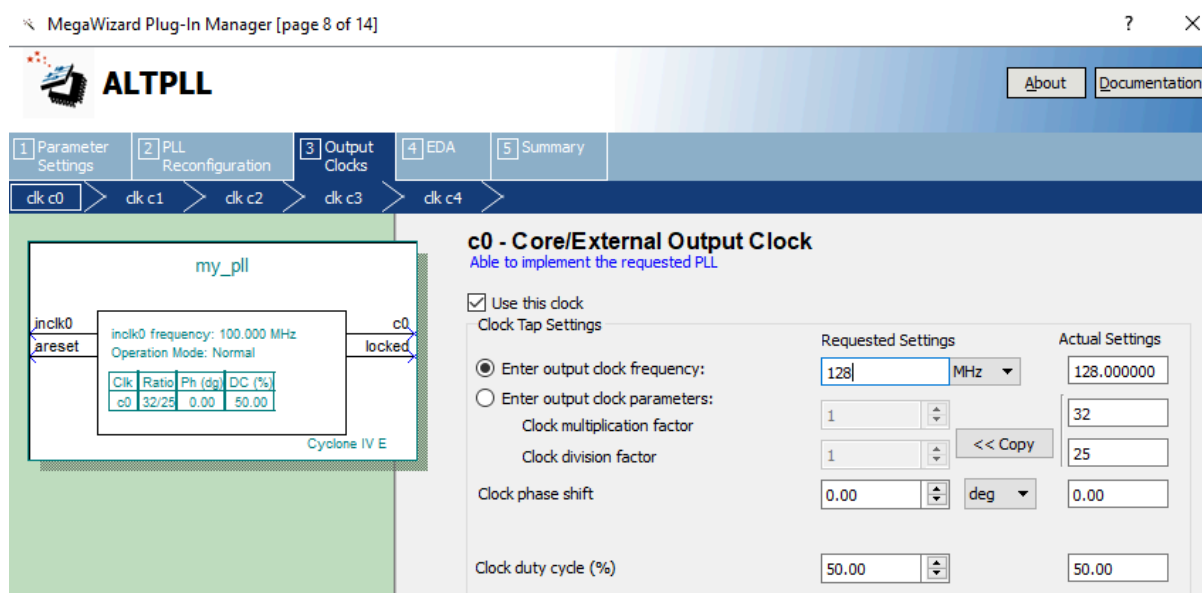 MegaWizard Plug-In Manager [page 8 of 14]
?
ALTPLL
About
Documentation
1 Parameter Settings
2 PLL Reconfiguration
3 Output Clocks
4 EDA
5 Summary
clk c0
clk c1
clk c2
clk c3
clk c4
my_pll
inclk0
areset
inclk0 frequency: 100.000 MHz
Operation Mode: Normal
Clk Ratio Ph (dg) DC (%)
c0 32/25 0.00 50.00
c0
locked
Cyclone IV E
c0 - Core/External Output Clock
Able to implement the requested PLL
Use this clock
Clock Tap Settings
Requested Settings
Actual Settings
Enter output clock frequency:
128
MHz
128.000000
Enter output clock parameters:
Clock multiplication factor
1
32
<< Copy
Clock division factor
1
25
Clock phase shift
0.00
deg
0.00
Clock duty cycle (%)
50.00
50.00